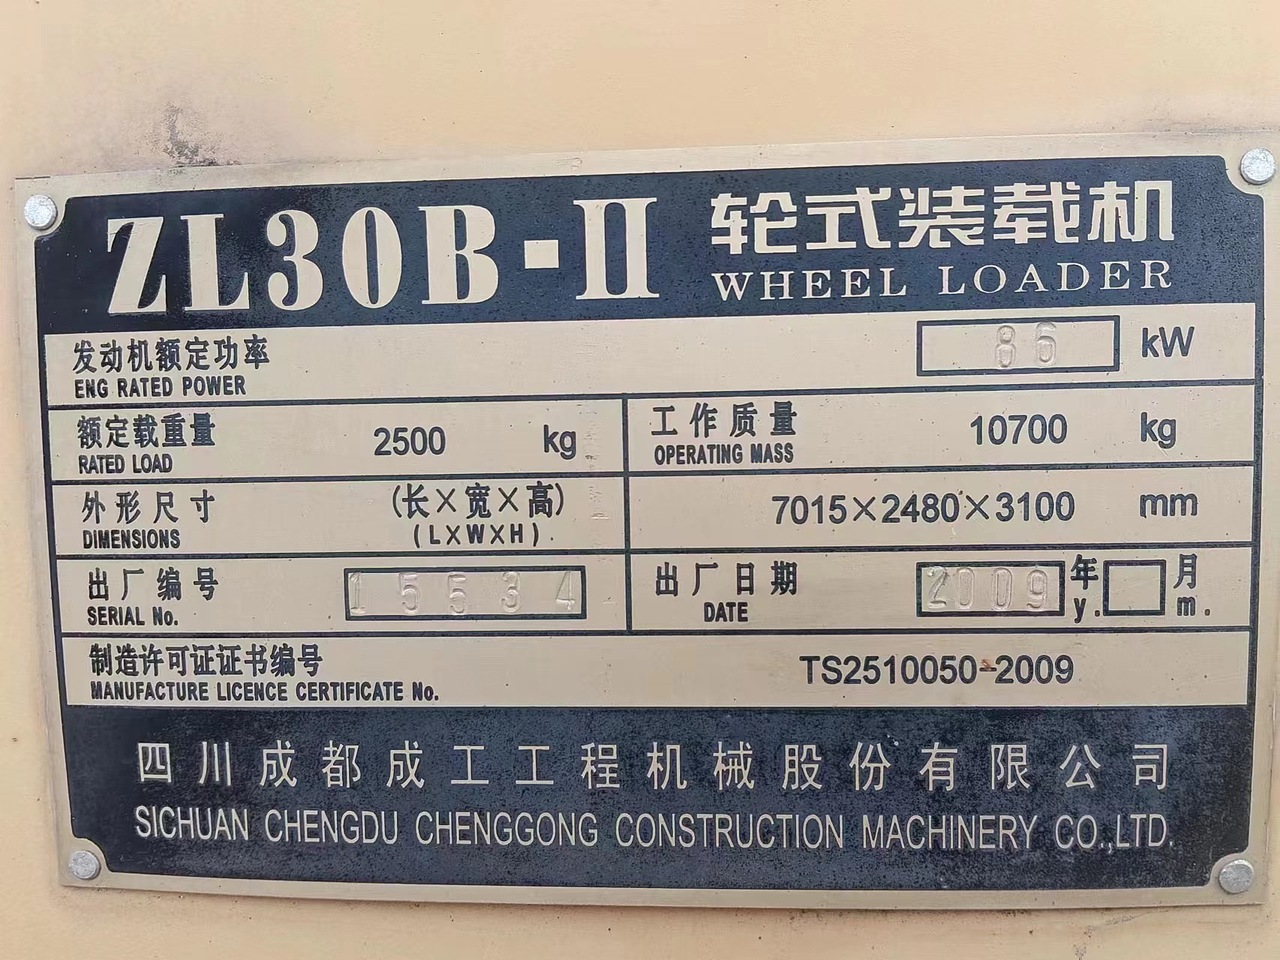 ZL30B-II 轮式装载机
WHEEL LOADER
发动机额定功率 86 kW
ENG RATED POWER
额定载重量 2500 kg 工作质量 10700 kg
RATED LOAD OPERATING MASS
外形尺寸 (长×宽×高) 7015×2480×3100 mm
DIMENSIONS (L×W×H).
出厂编号 15534 出厂日期 2009 年 月
SERIAL No. DATE y. m.
制造许可证证书编号 TS2510050-2009
MANUFACTURE LICENCE CERTIFICATE No.
四川成都成工工程机械股份有限公司
SICHUAN CHENGDU CHENGGONG CONSTRUCTION MACHINERY CO.,LTD.